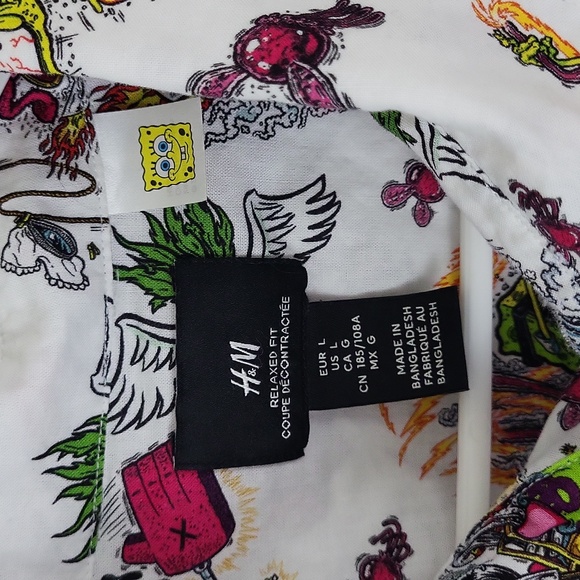 H&M
RELAXED FIT
COUPE DÉCONTRACTÉE
EUR L
US L
CA G
CN 185/108A
MX G
MADE IN
BANGLADESH
FABRIQUÉ AU
BANGLADESH